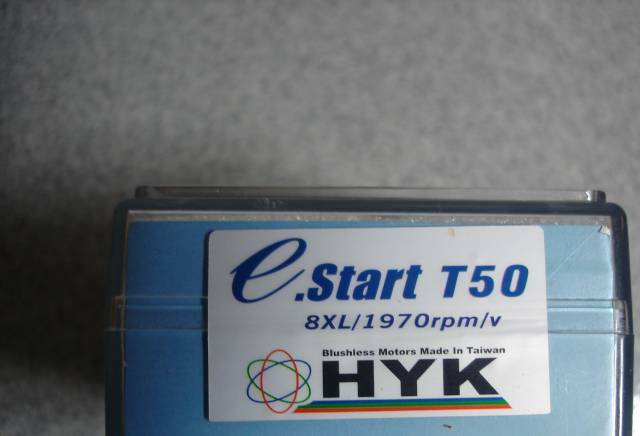 e.Start T50
8XL/1970rpm/v
Blushless Motors Made In Taiwan
HYK